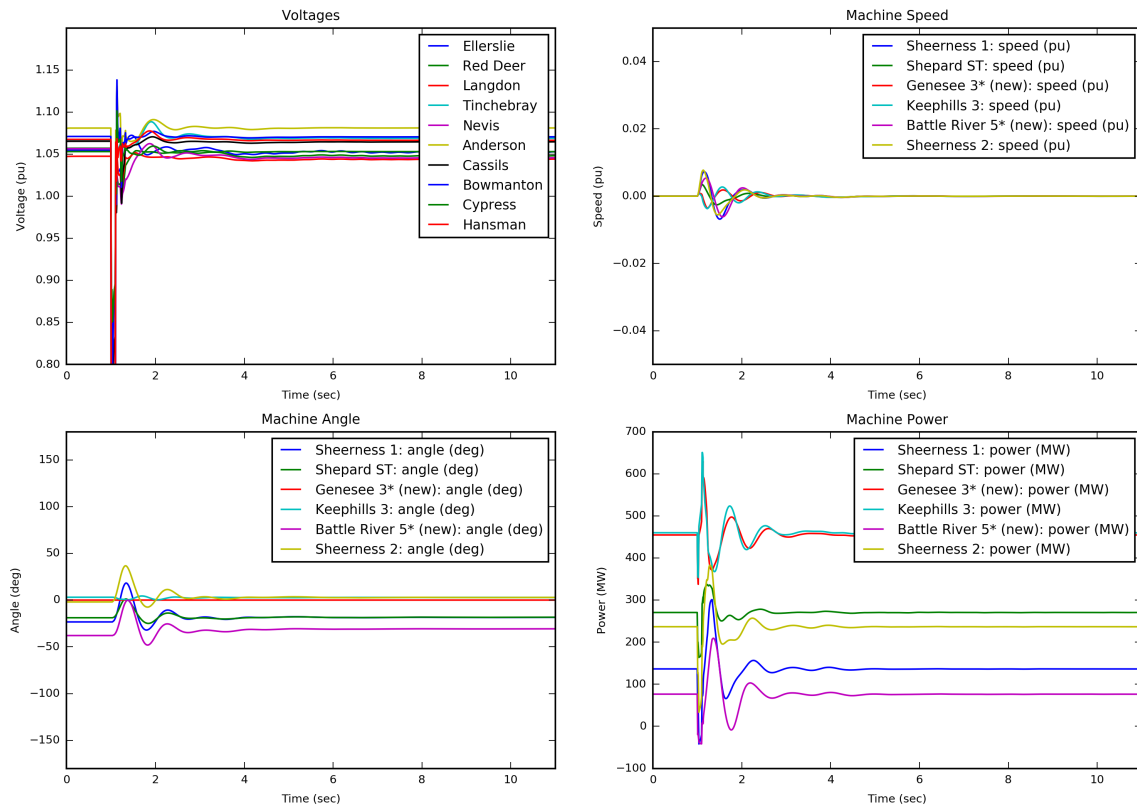 Voltages
1.15
1.10
1.05
1.00
0.95
0.90
0.85
0.80
Voltage (pu)
0 2 4 6 8 10
Time (sec)
Ellerslie
Red Deer
Langdon
Tinchebray
Nevis
Anderson
Cassils
Bowmanton
Cypress
Hansman
Machine Speed
0.04
0.02
0.00
−0.02
−0.04
Speed (pu)
0 2 4 6 8 10
Time (sec)
Sheerness 1: speed (pu)
Shepard ST: speed (pu)
Genesee 3* (new): speed (pu)
Keephills 3: speed (pu)
Battle River 5* (new): speed (pu)
Sheerness 2: speed (pu)
Machine Angle
150
100
50
0
−50
−100
−150
Angle (deg)
0 2 4 6 8 10
Time (sec)
Sheerness 1: angle (deg)
Shepard ST: angle (deg)
Genesee 3* (new): angle (deg)
Keephills 3: angle (deg)
Battle River 5* (new): angle (deg)
Sheerness 2: angle (deg)
Machine Power
700
600
500
400
300
200
100
0
−100
Power (MW)
0 2 4 6 8 10
Time (sec)
Sheerness 1: power (MW)
Shepard ST: power (MW)
Genesee 3* (new): power (MW)
Keephills 3: power (MW)
Battle River 5* (new): power (MW)
Sheerness 2: power (MW)